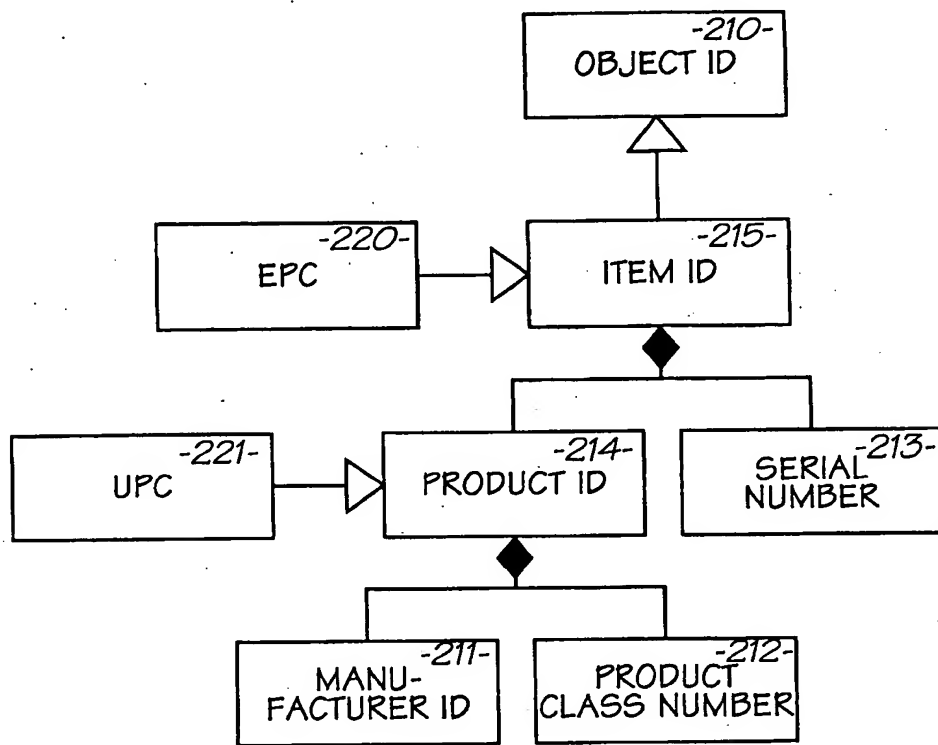 -210-
OBJECT ID
-220-
EPC
-215-
ITEM ID
-221-
UPC
-214-
PRODUCT ID
-213-
SERIAL
NUMBER
-211-
MANU-
FACTURER ID
-212-
PRODUCT
CLASS NUMBER